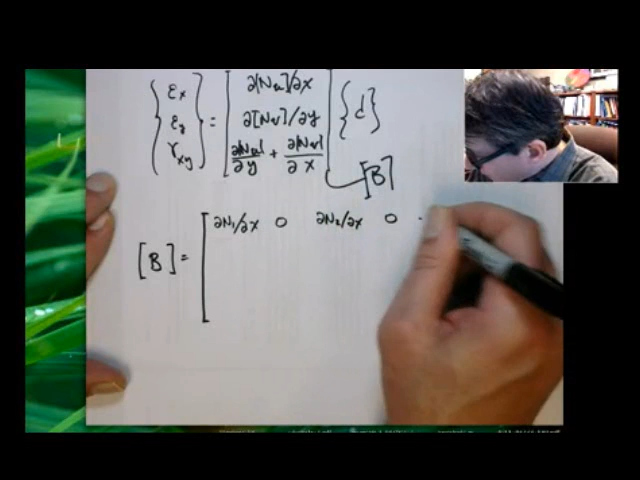 εx ∂[Nu]/∂x
εy = ∂[Nv]/∂y {d}
γxy ∂[Nu]/∂y + ∂[Nv]/∂x
[B]
[B] = [ ∂N1/∂x 0 ∂N2/∂x 0